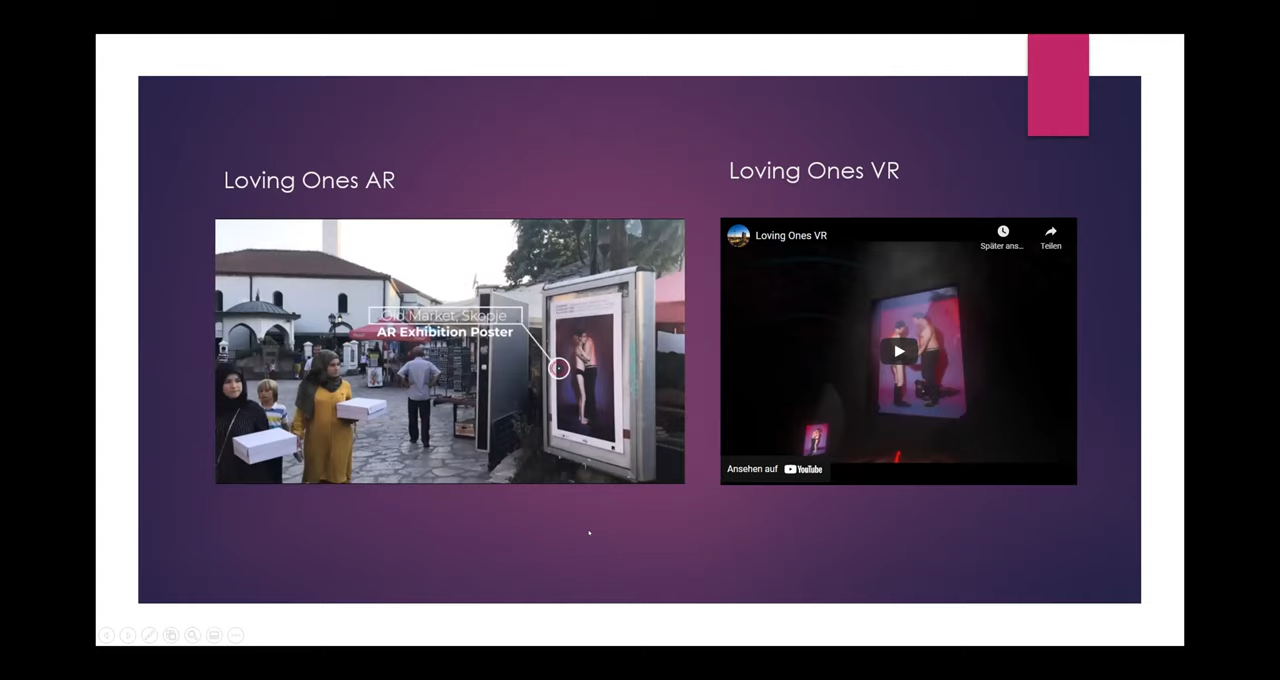 Loving Ones AR
Loving Ones VR
Old Market, Skopje
AR Exhibition Poster
Loving Ones VR
Später ans...
Teilen
Ansehen auf YouTube